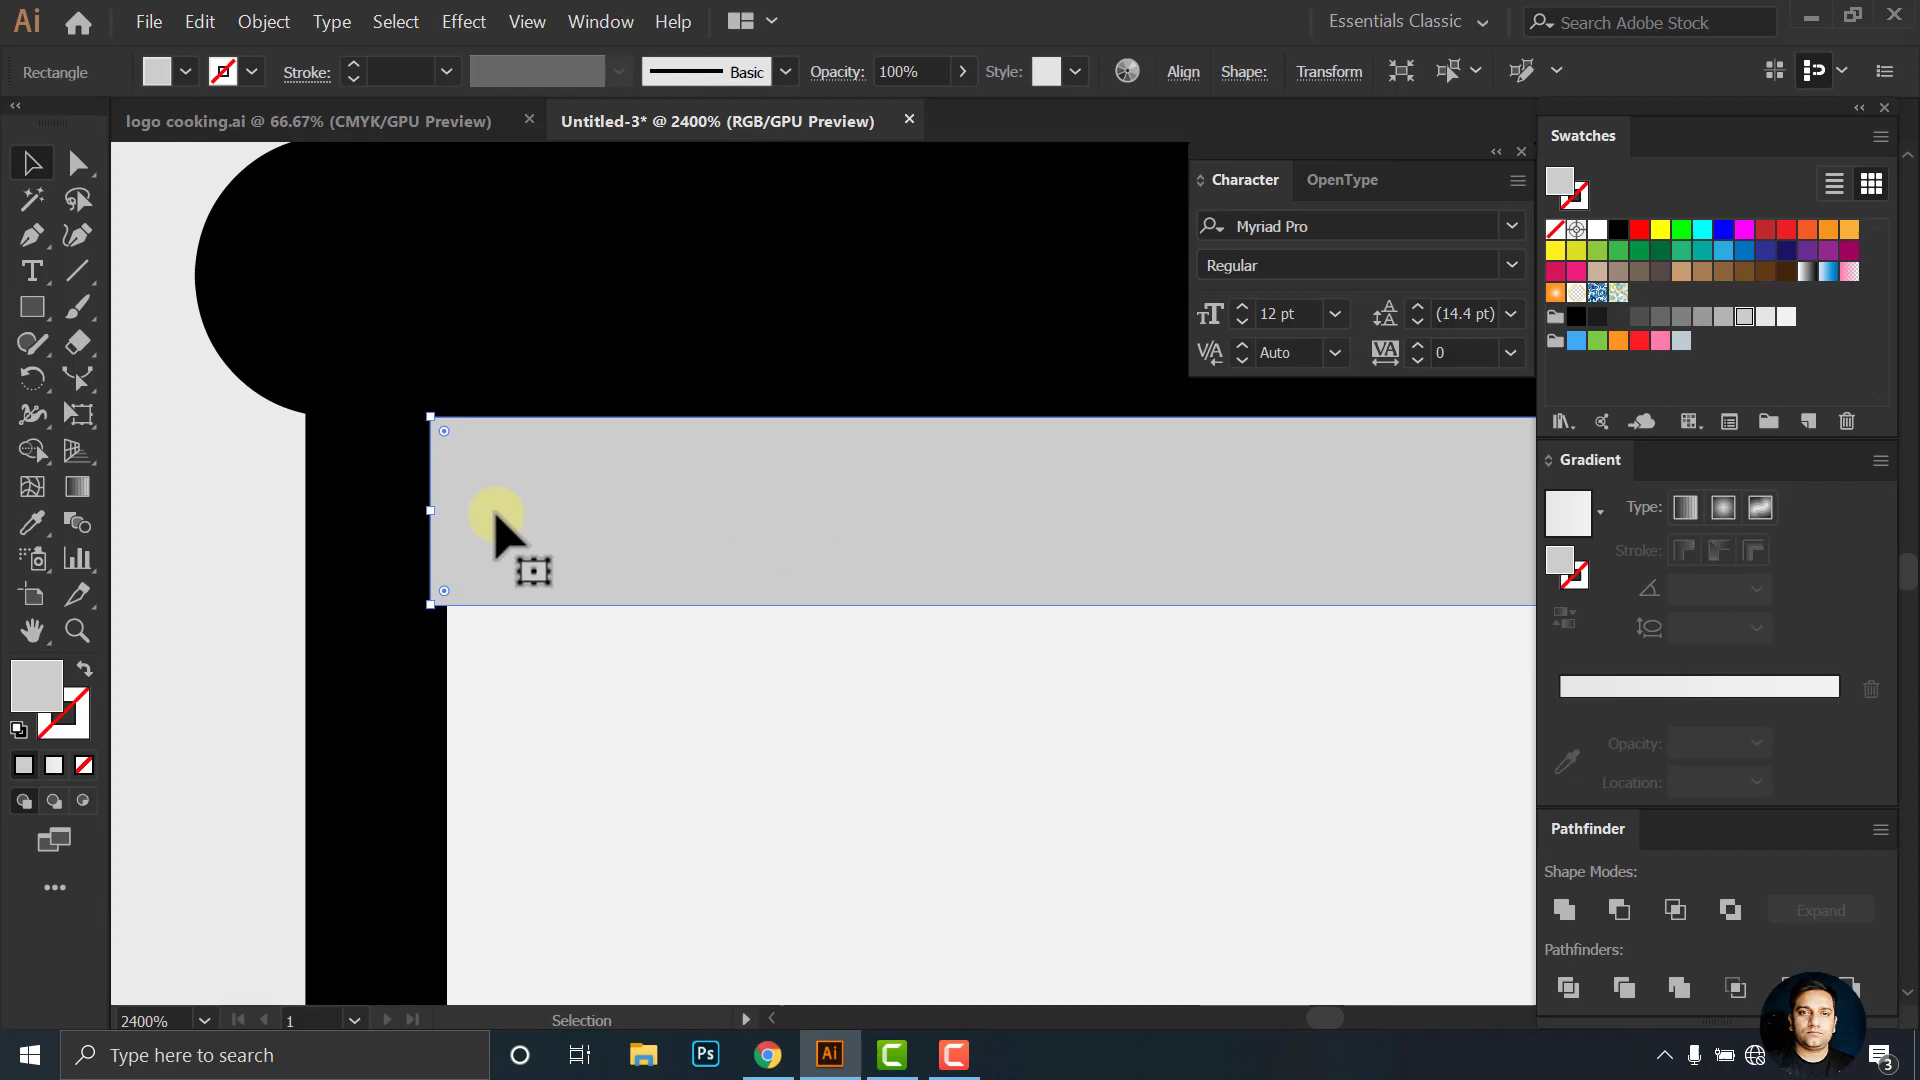 Ai File Edit Object Type Select Effect View Window Help Essentials Classic Search Adobe Stock
Rectangle Stroke: Basic Opacity: 100% Style: Align Shape: Transform
logo cooking.ai @ 66.67% (CMYK/GPU Preview) Untitled-3* @ 2400% (RGB/GPU Preview)
Swatches
Character OpenType
Myriad Pro
Regular
12 pt (14.4 pt)
Auto 0
Gradient
Type:
Stroke:
Opacity:
Location:
Pathfinder
Shape Modes:
Expand
Pathfinders:
2400% 1 Selection
Type here to search Ps Ai 3